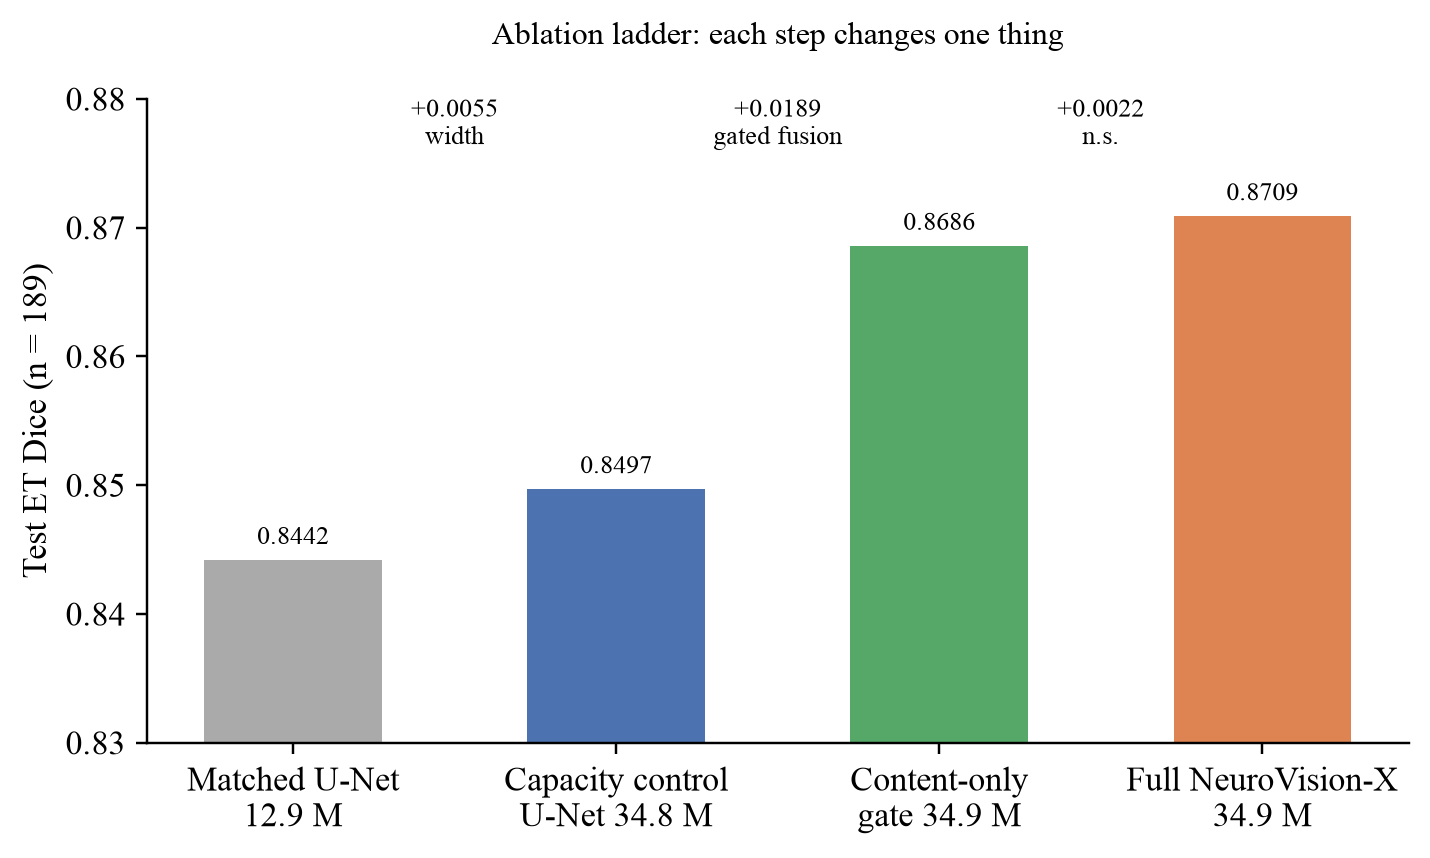 Ablation ladder: each step changes one thing
+0.0055
width
+0.0189
gated fusion
+0.0022
n.s.
Test ET Dice (n = 189)
0.88
0.87
0.86
0.85
0.84
0.83
0.8442
0.8497
0.8686
0.8709
Matched U-Net
12.9 M
Capacity control
U-Net 34.8 M
Content-only
gate 34.9 M
Full NeuroVision-X
34.9 M